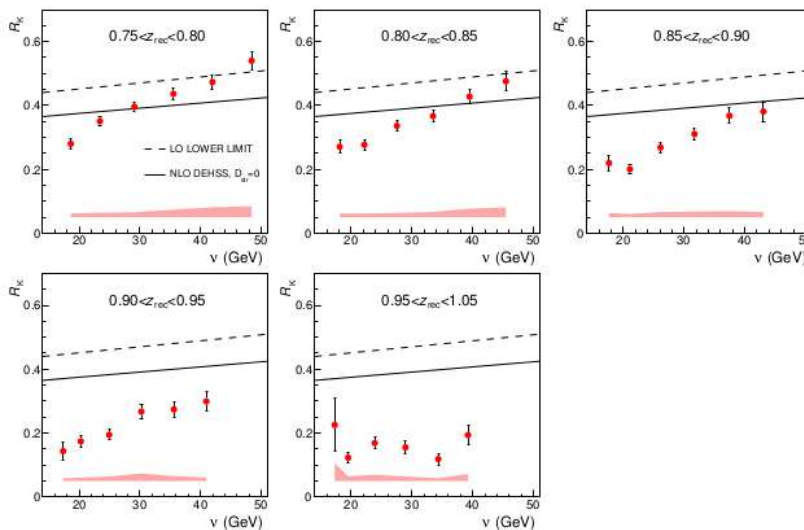 R_K
0.75<z_rec<0.80
0.6
0.4
0.2
0
LO LOWER LIMIT
NLO DEHSS, D_str=0
20 30 40 50
ν (GeV)
R_K
0.80<z_rec<0.85
0.6
0.4
0.2
0
20 30 40 50
ν (GeV)
R_K
0.85<z_rec<0.90
0.6
0.4
0.2
0
20 30 40 50
ν (GeV)
R_K
0.90<z_rec<0.95
0.6
0.4
0.2
0
20 30 40 50
ν (GeV)
R_K
0.95<z_rec<1.05
0.6
0.4
0.2
0
20 30 40 50
ν (GeV)